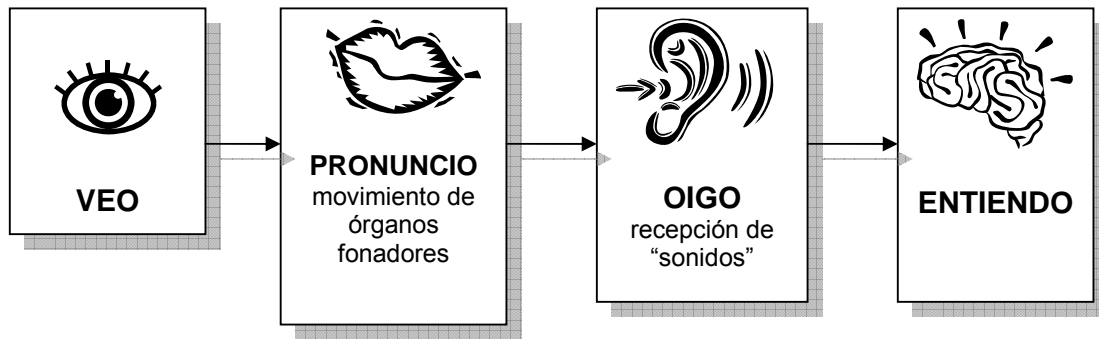 VEO
PRONUNCIO
movimiento de
órganos
fonadores
OIGO
recepción de
“sonidos”
ENTIENDO